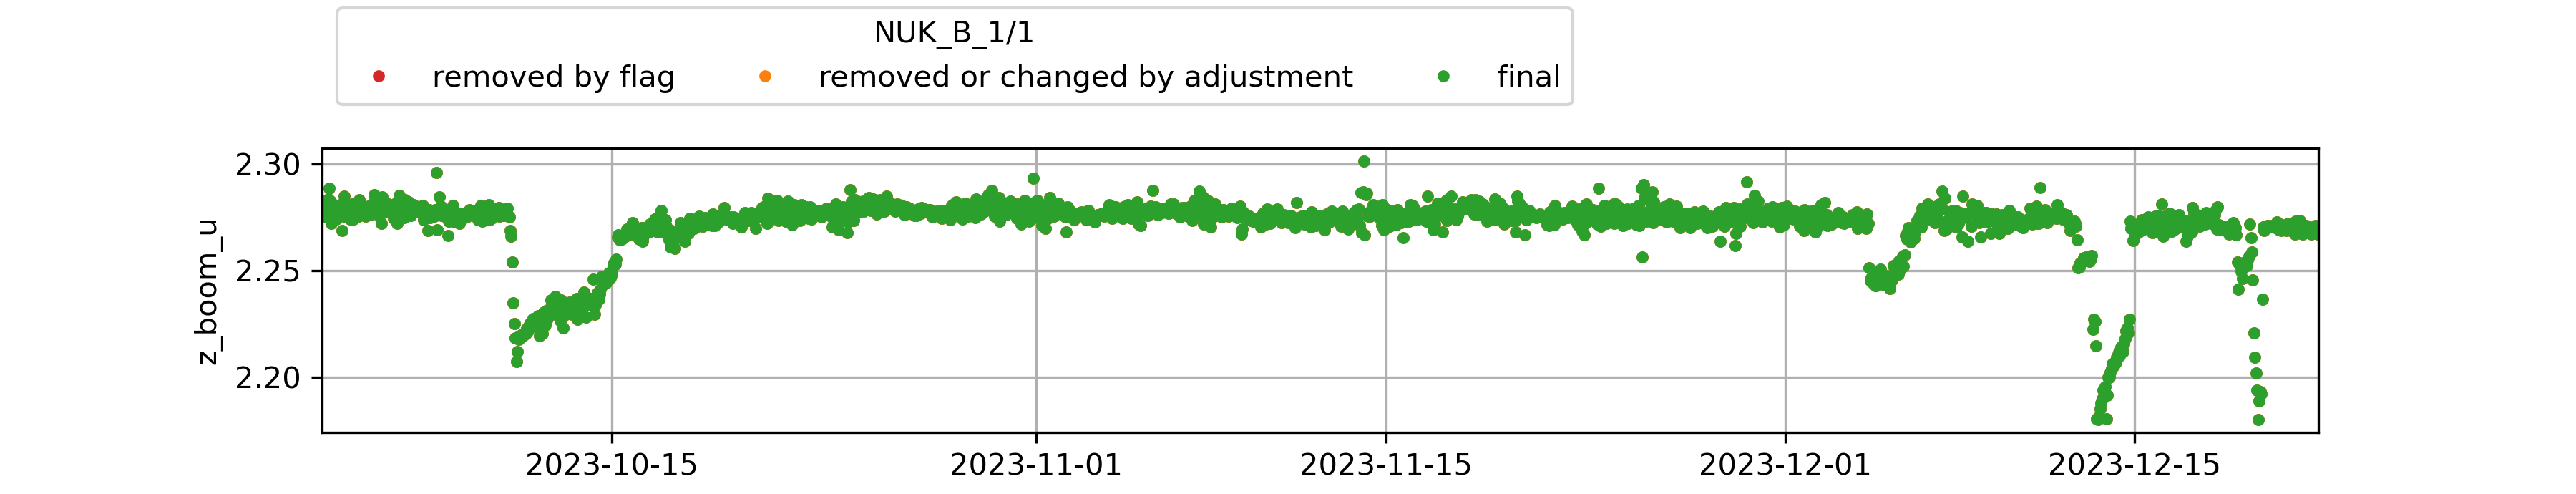 NUK_B_1/1
removed by flag removed or changed by adjustment final
2.30
2.25
2.20
z_boom_u
2023-10-15 2023-11-01 2023-11-15 2023-12-01 2023-12-15